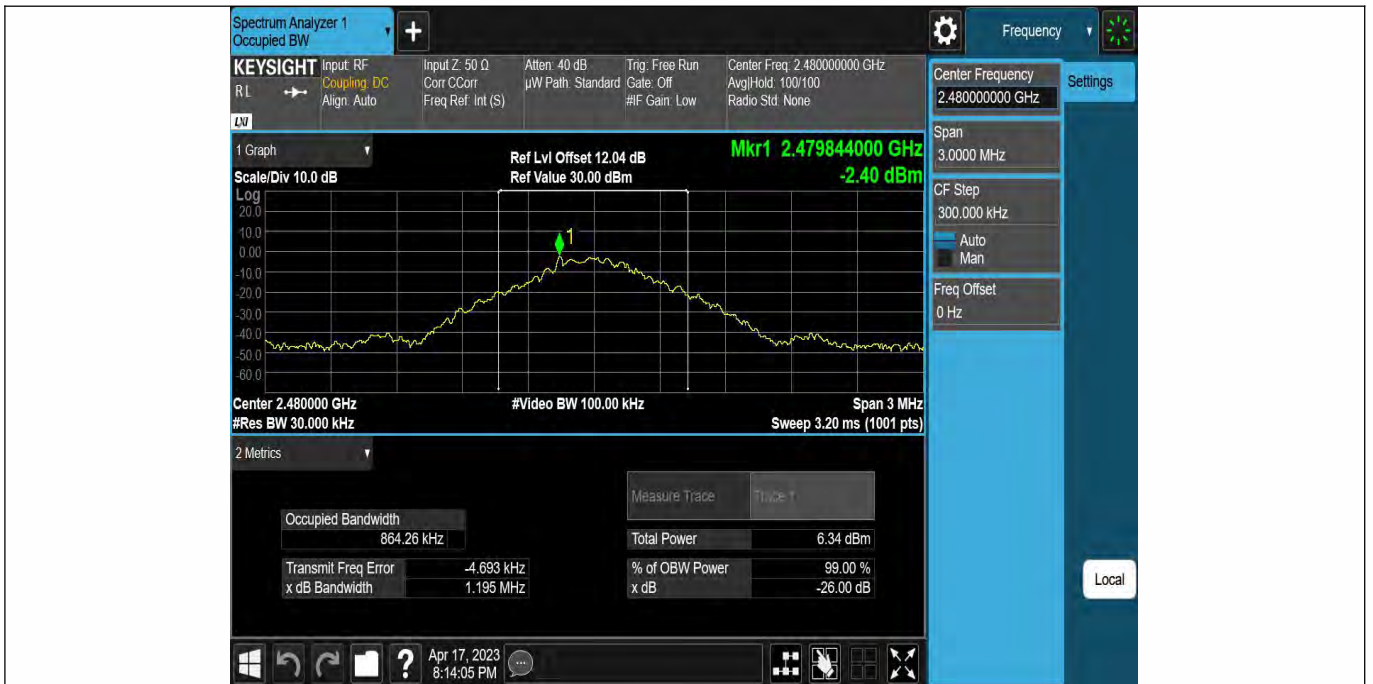 Spectrum Analyzer 1
Occupied BW
+
Frequency
KEYSIGHT
RL
LXI
Input: RF
Coupling: DC
Align: Auto
Input Z: 50 Ω
Corr CCorr
Freq Ref: Int (S)
Atten: 40 dB
µW Path: Standard
Trig: Free Run
Gate: Off
#IF Gain: Low
Center Freq: 2.480000000 GHz
Avg|Hold: 100/100
Radio Std: None
1 Graph
Scale/Div 10.0 dB
Ref Lvl Offset 12.04 dB
Ref Value 30.00 dBm
Mkr1 2.479844000 GHz
-2.40 dBm
Log
20.0
10.0
0.00
-10.0
-20.0
-30.0
-40.0
-50.0
-60.0
1
Center 2.480000 GHz
#Res BW 30.000 kHz
#Video BW 100.00 kHz
Span 3 MHz
Sweep 3.20 ms (1001 pts)
2 Metrics
Measure Trace
Trace 1
Occupied Bandwidth
864.26 kHz
Total Power
6.34 dBm
Transmit Freq Error
-4.693 kHz
% of OBW Power
99.00 %
x dB Bandwidth
1.195 MHz
x dB
-26.00 dB
Center Frequency
2.480000000 GHz
Settings
Span
3.0000 MHz
CF Step
300.000 kHz
Auto
Man
Freq Offset
0 Hz
Local
?
Apr 17, 2023
8:14:05 PM